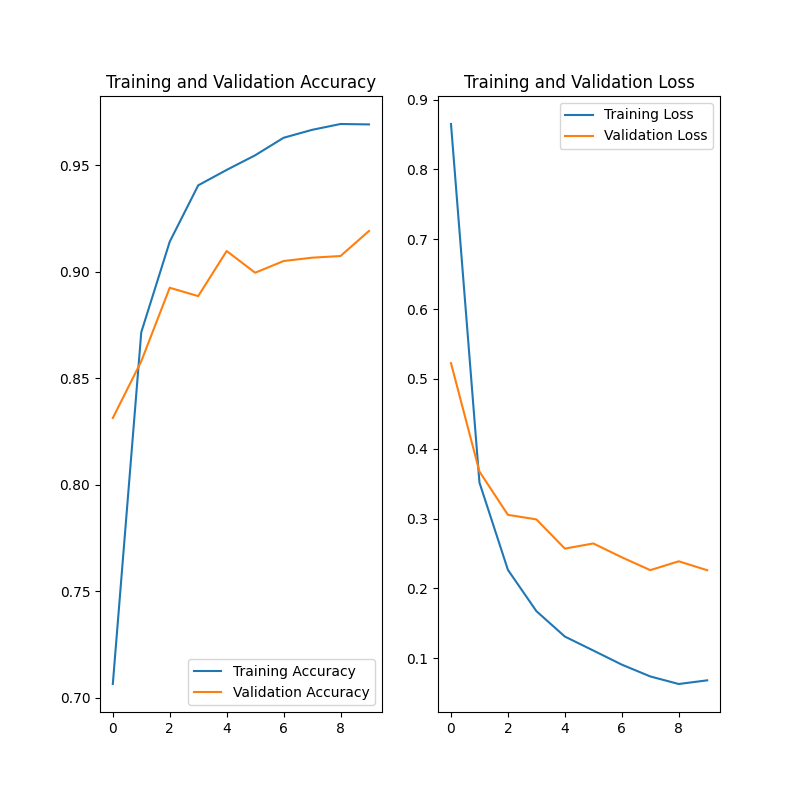 Training and Validation Accuracy
0.95
0.90
0.85
0.80
0.75
0.70
Training Accuracy
Validation Accuracy
0 2 4 6 8
Training and Validation Loss
0.9
0.8
0.7
0.6
0.5
0.4
0.3
0.2
0.1
Training Loss
Validation Loss
0 2 4 6 8